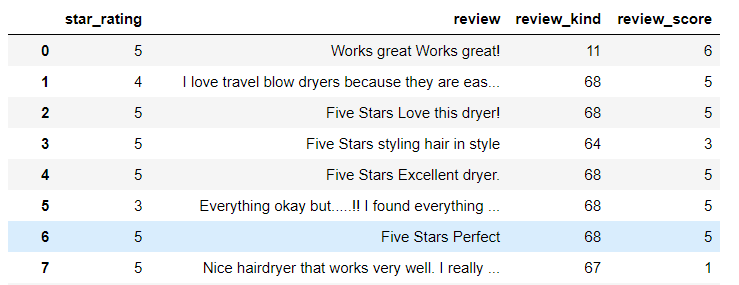 star_rating review review_kind review_score
0 5 Works great Works great! 11 6
1 4 I love travel blow dryers because they are eas... 68 5
2 5 Five Stars Love this dryer! 68 5
3 5 Five Stars styling hair in style 64 3
4 5 Five Stars Excellent dryer. 68 5
5 3 Everything okay but.....!! I found everything ... 68 5
6 5 Five Stars Perfect 68 5
7 5 Nice hairdryer that works very well. I really ... 67 1